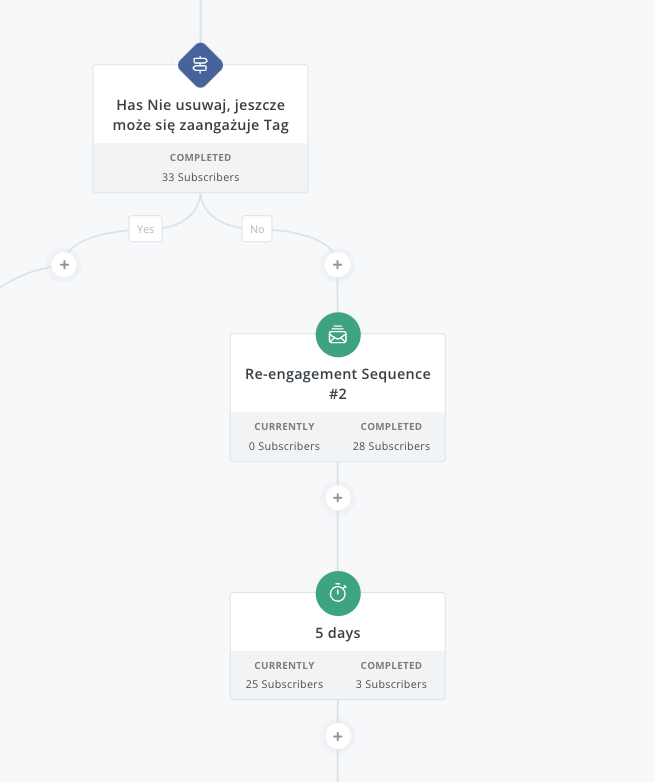 Has Nie usuwaj, jeszcze
może się zaangażuje Tag
COMPLETED
33 Subscribers
Yes
No
Re-engagement Sequence
#2
CURRENTLY
COMPLETED
0 Subscribers
28 Subscribers
5 days
CURRENTLY
COMPLETED
25 Subscribers
3 Subscribers